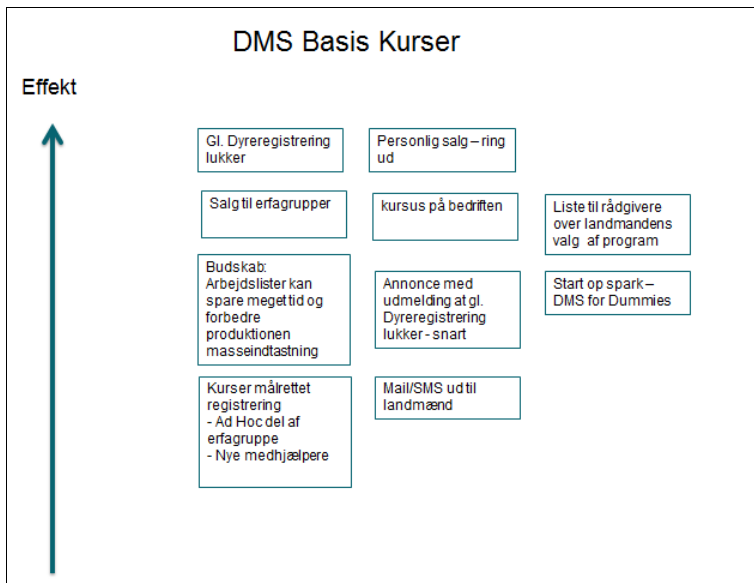 DMS Basis Kurser
Effekt
Gl. Dyreregistrering
lukker
Personlig salg – ring
ud
Salg til erfagrupper
kursus på bedriften
Liste til rådgivere
over landmandens
valg af program
Budskab:
Arbejdslister kan
spare meget tid og
forbedre
produktionen
masseindtastning
Annonce med
udmelding at gl.
Dyreregistrering
lukker - snart
Start op spark –
DMS for Dummies
Kurser målrettet
registrering
- Ad Hoc del af
erfagruppe
- Nye medhjælpere
Mail/SMS ud til
landmænd